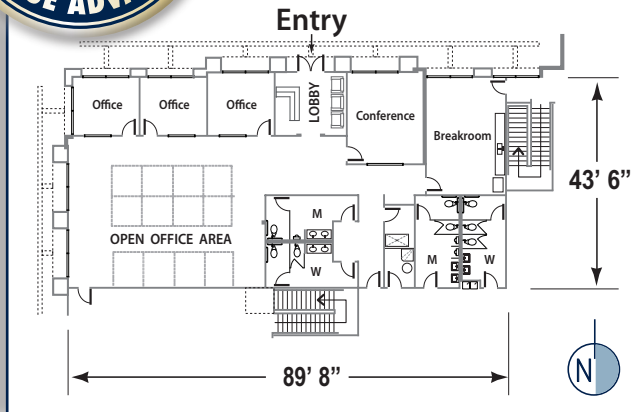 Entry
Office
Office
Office
LOBBY
Conference
Breakroom
43' 6”
OPEN OFFICE AREA
M
W
M
W
89' 8”
N